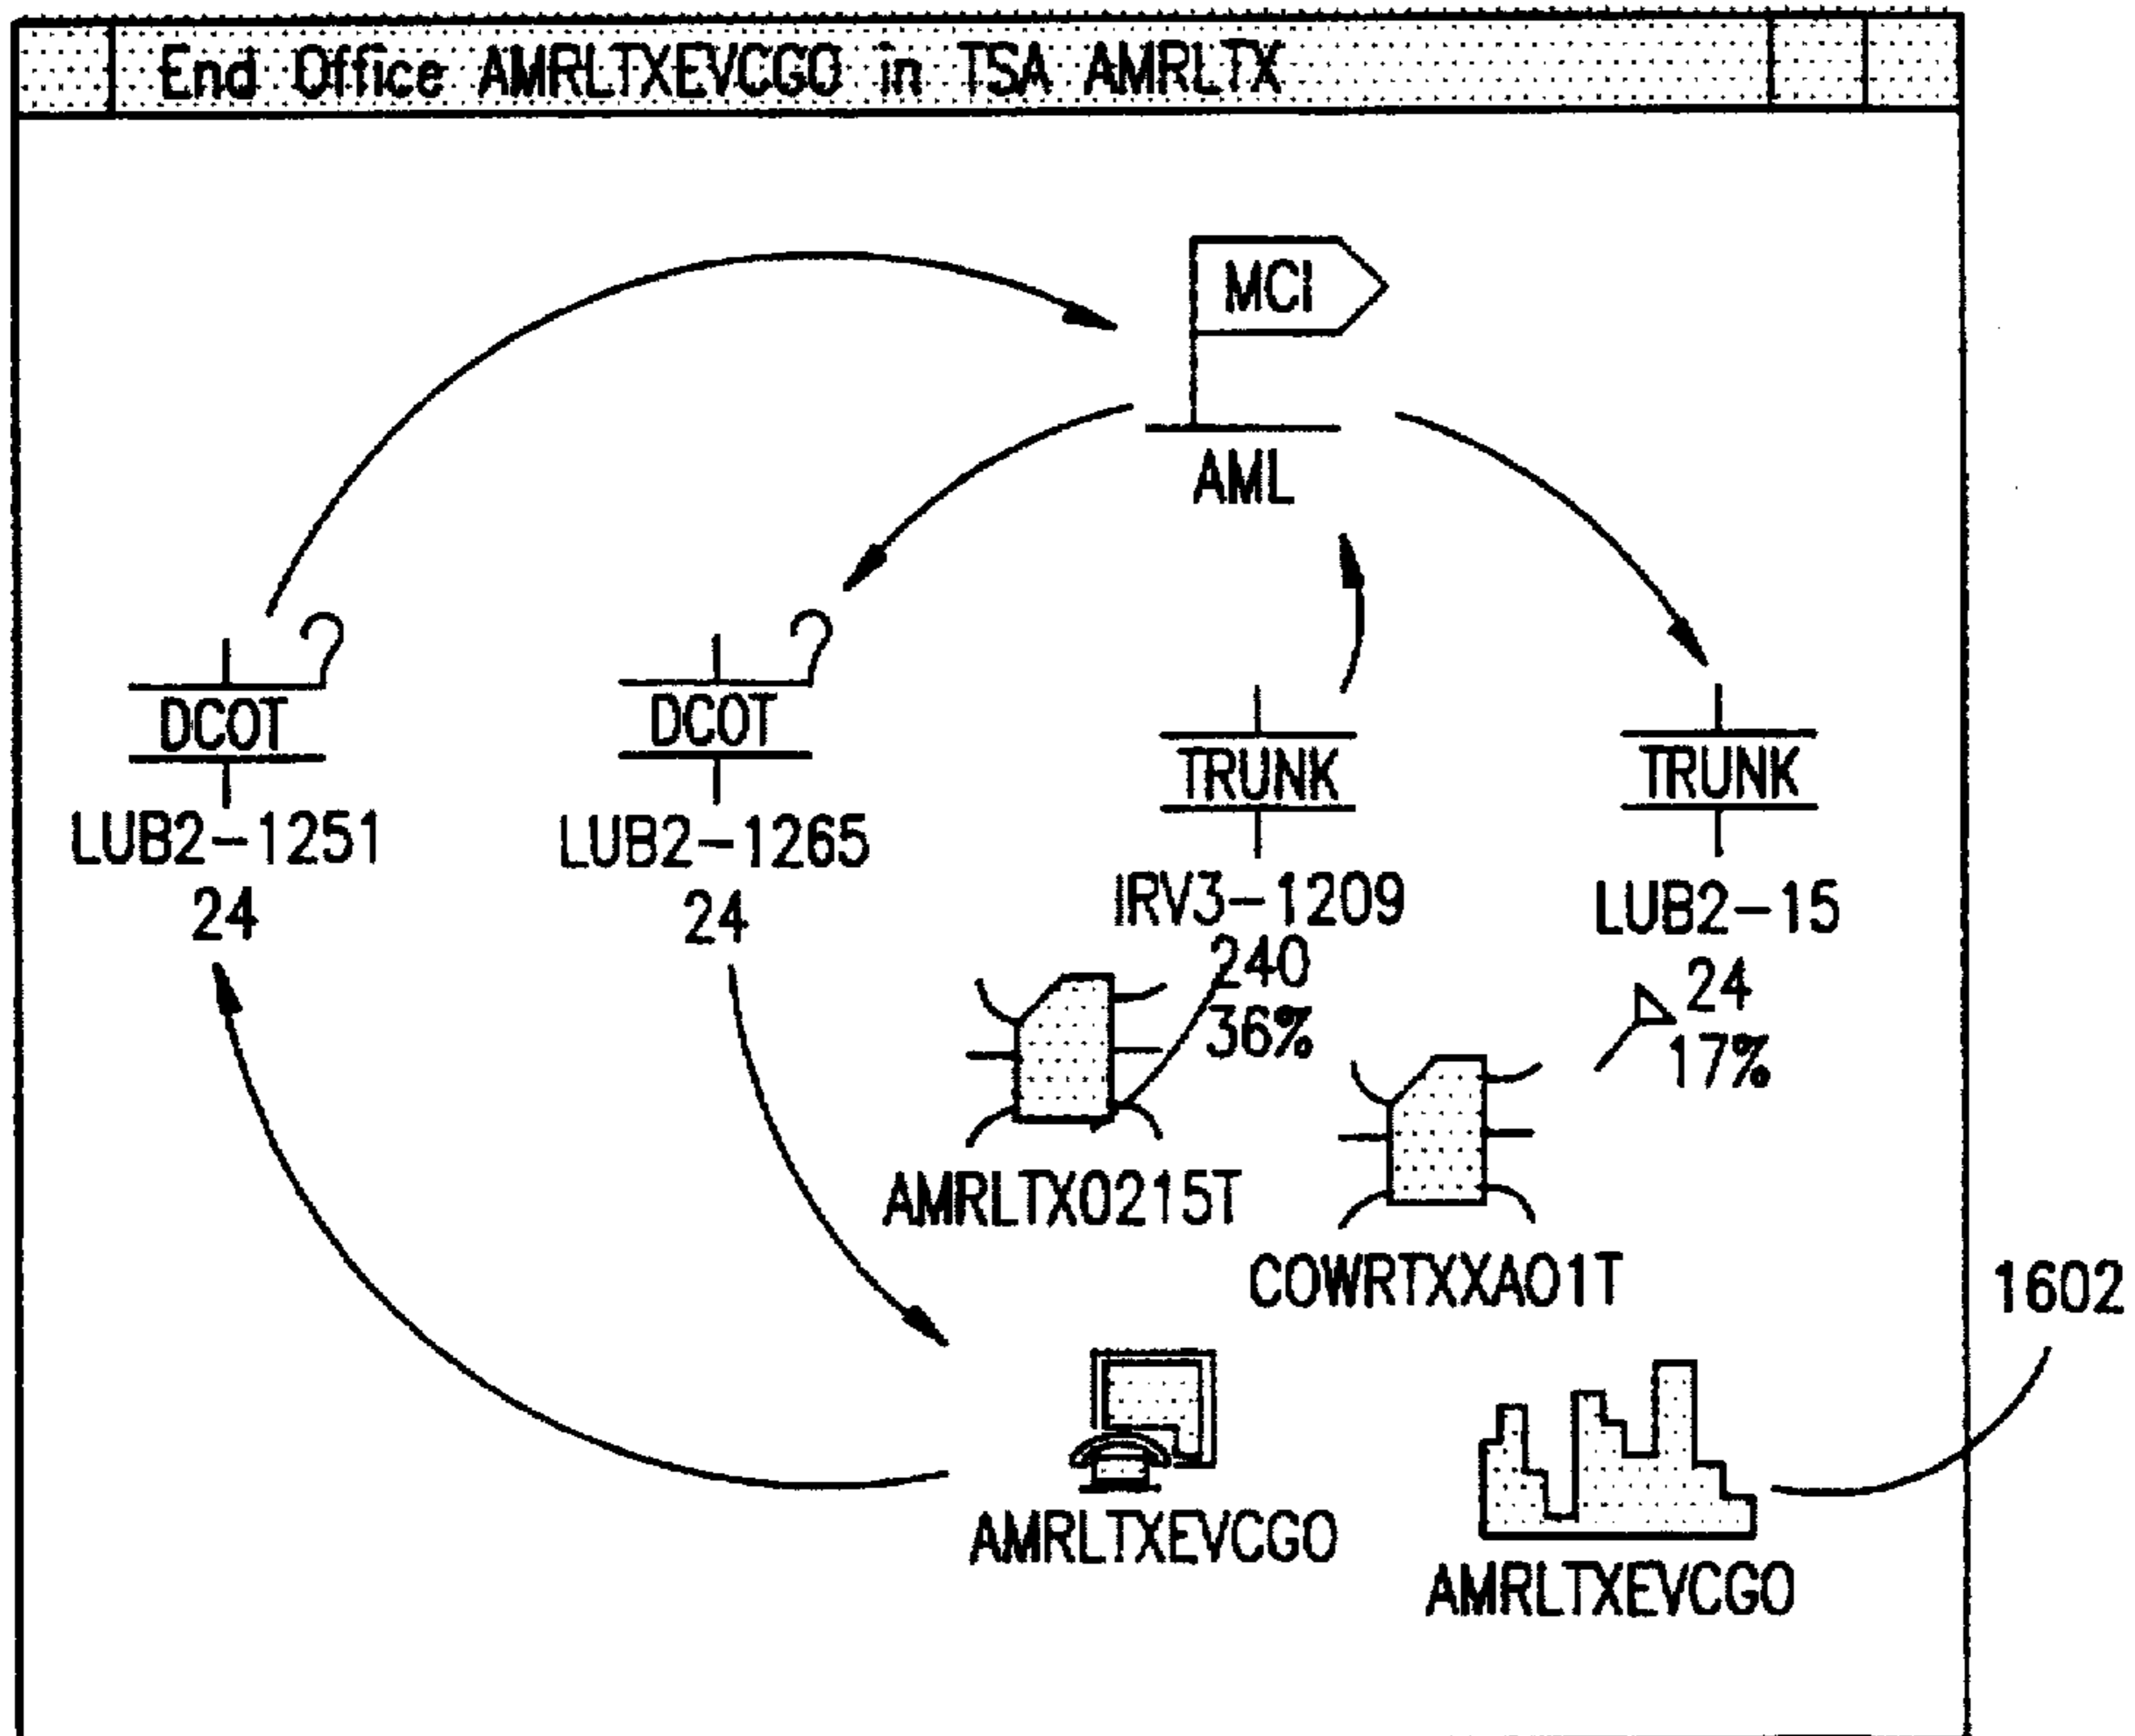 End Office AMRLTXEVCGO in TSA AMRLTX
MCI
AML
DCOT
LUB2-1251
24
DCOT
LUB2-1265
24
TRUNK
IRV3-1209
240
36%
TRUNK
LUB2-15
24
17%
AMRLTX0215T
COWRTXXA01T
1602
AMRLTXEVCGO
AMRLTXEVCGO